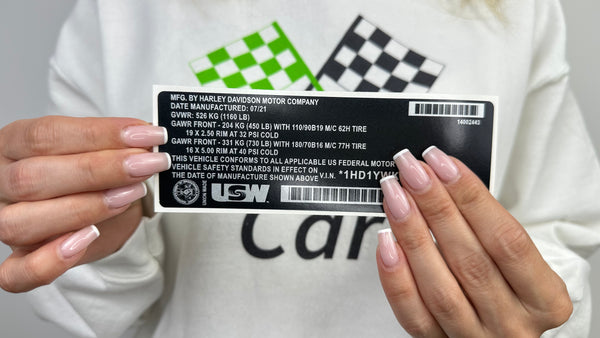 MFG. BY HARLEY DAVIDSON MOTOR COMPANY
DATE MANUFACTURED: 07/21
GVWR: 526 KG (1160 LB)
GAWR FRONT - 204 KG (450 LB) WITH 110/90B19 M/C 62H TIRE
19 X 2.50 RIM AT 32 PSI COLD
GAWR FRONT - 331 KG (730 LB) WITH 180/70B16 M/C 77H TIRE
16 X 5.00 RIM AT 40 PSI COLD
THIS VEHICLE CONFORMS TO ALL APPLICABLE US FEDERAL MOTOR
VEHICLE SAFETY STANDARDS IN EFFECT ON
THE DATE OF MANUFACTURE SHOWN ABOVE V.I.N. *1HD1YWK
14002443
UNION MADE USW
Car